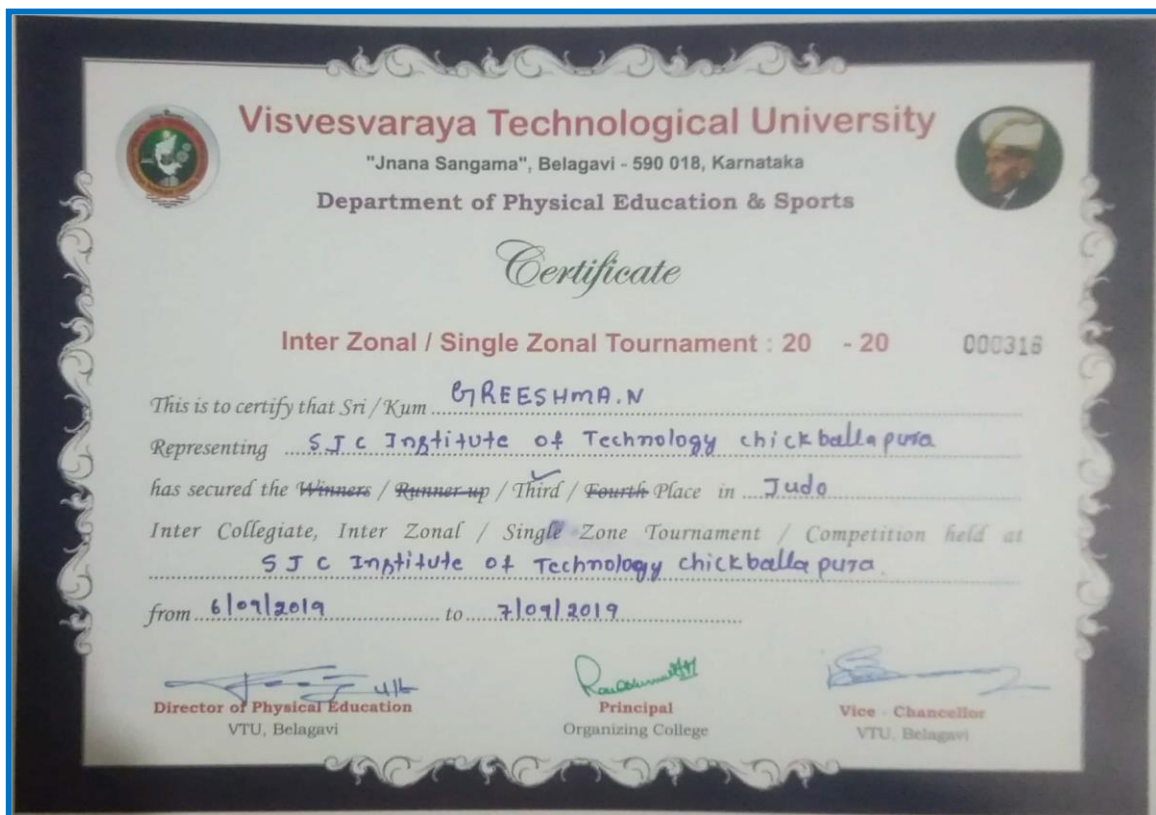 Visvesvaraya Technological University
"Jnana Sangama", Belagavi - 590 018, Karnataka
Department of Physical Education & Sports
Certificate
Inter Zonal / Single Zonal Tournament : 20 - 20 000316
This is to certify that Sri / Kum GREESHMA.N
Representing S J C Institute of Technology chickballapura
has secured the Winners / Runner-up / Third / Fourth Place in Judo
Inter Collegiate, Inter Zonal / Single Zone Tournament / Competition held at
S J C Institute of Technology chickballapura.
from 6/09/2019 to 7/09/2019
Director of Physical Education
VTU, Belagavi
Principal
Organizing College
Vice - Chancellor
VTU, Belagavi